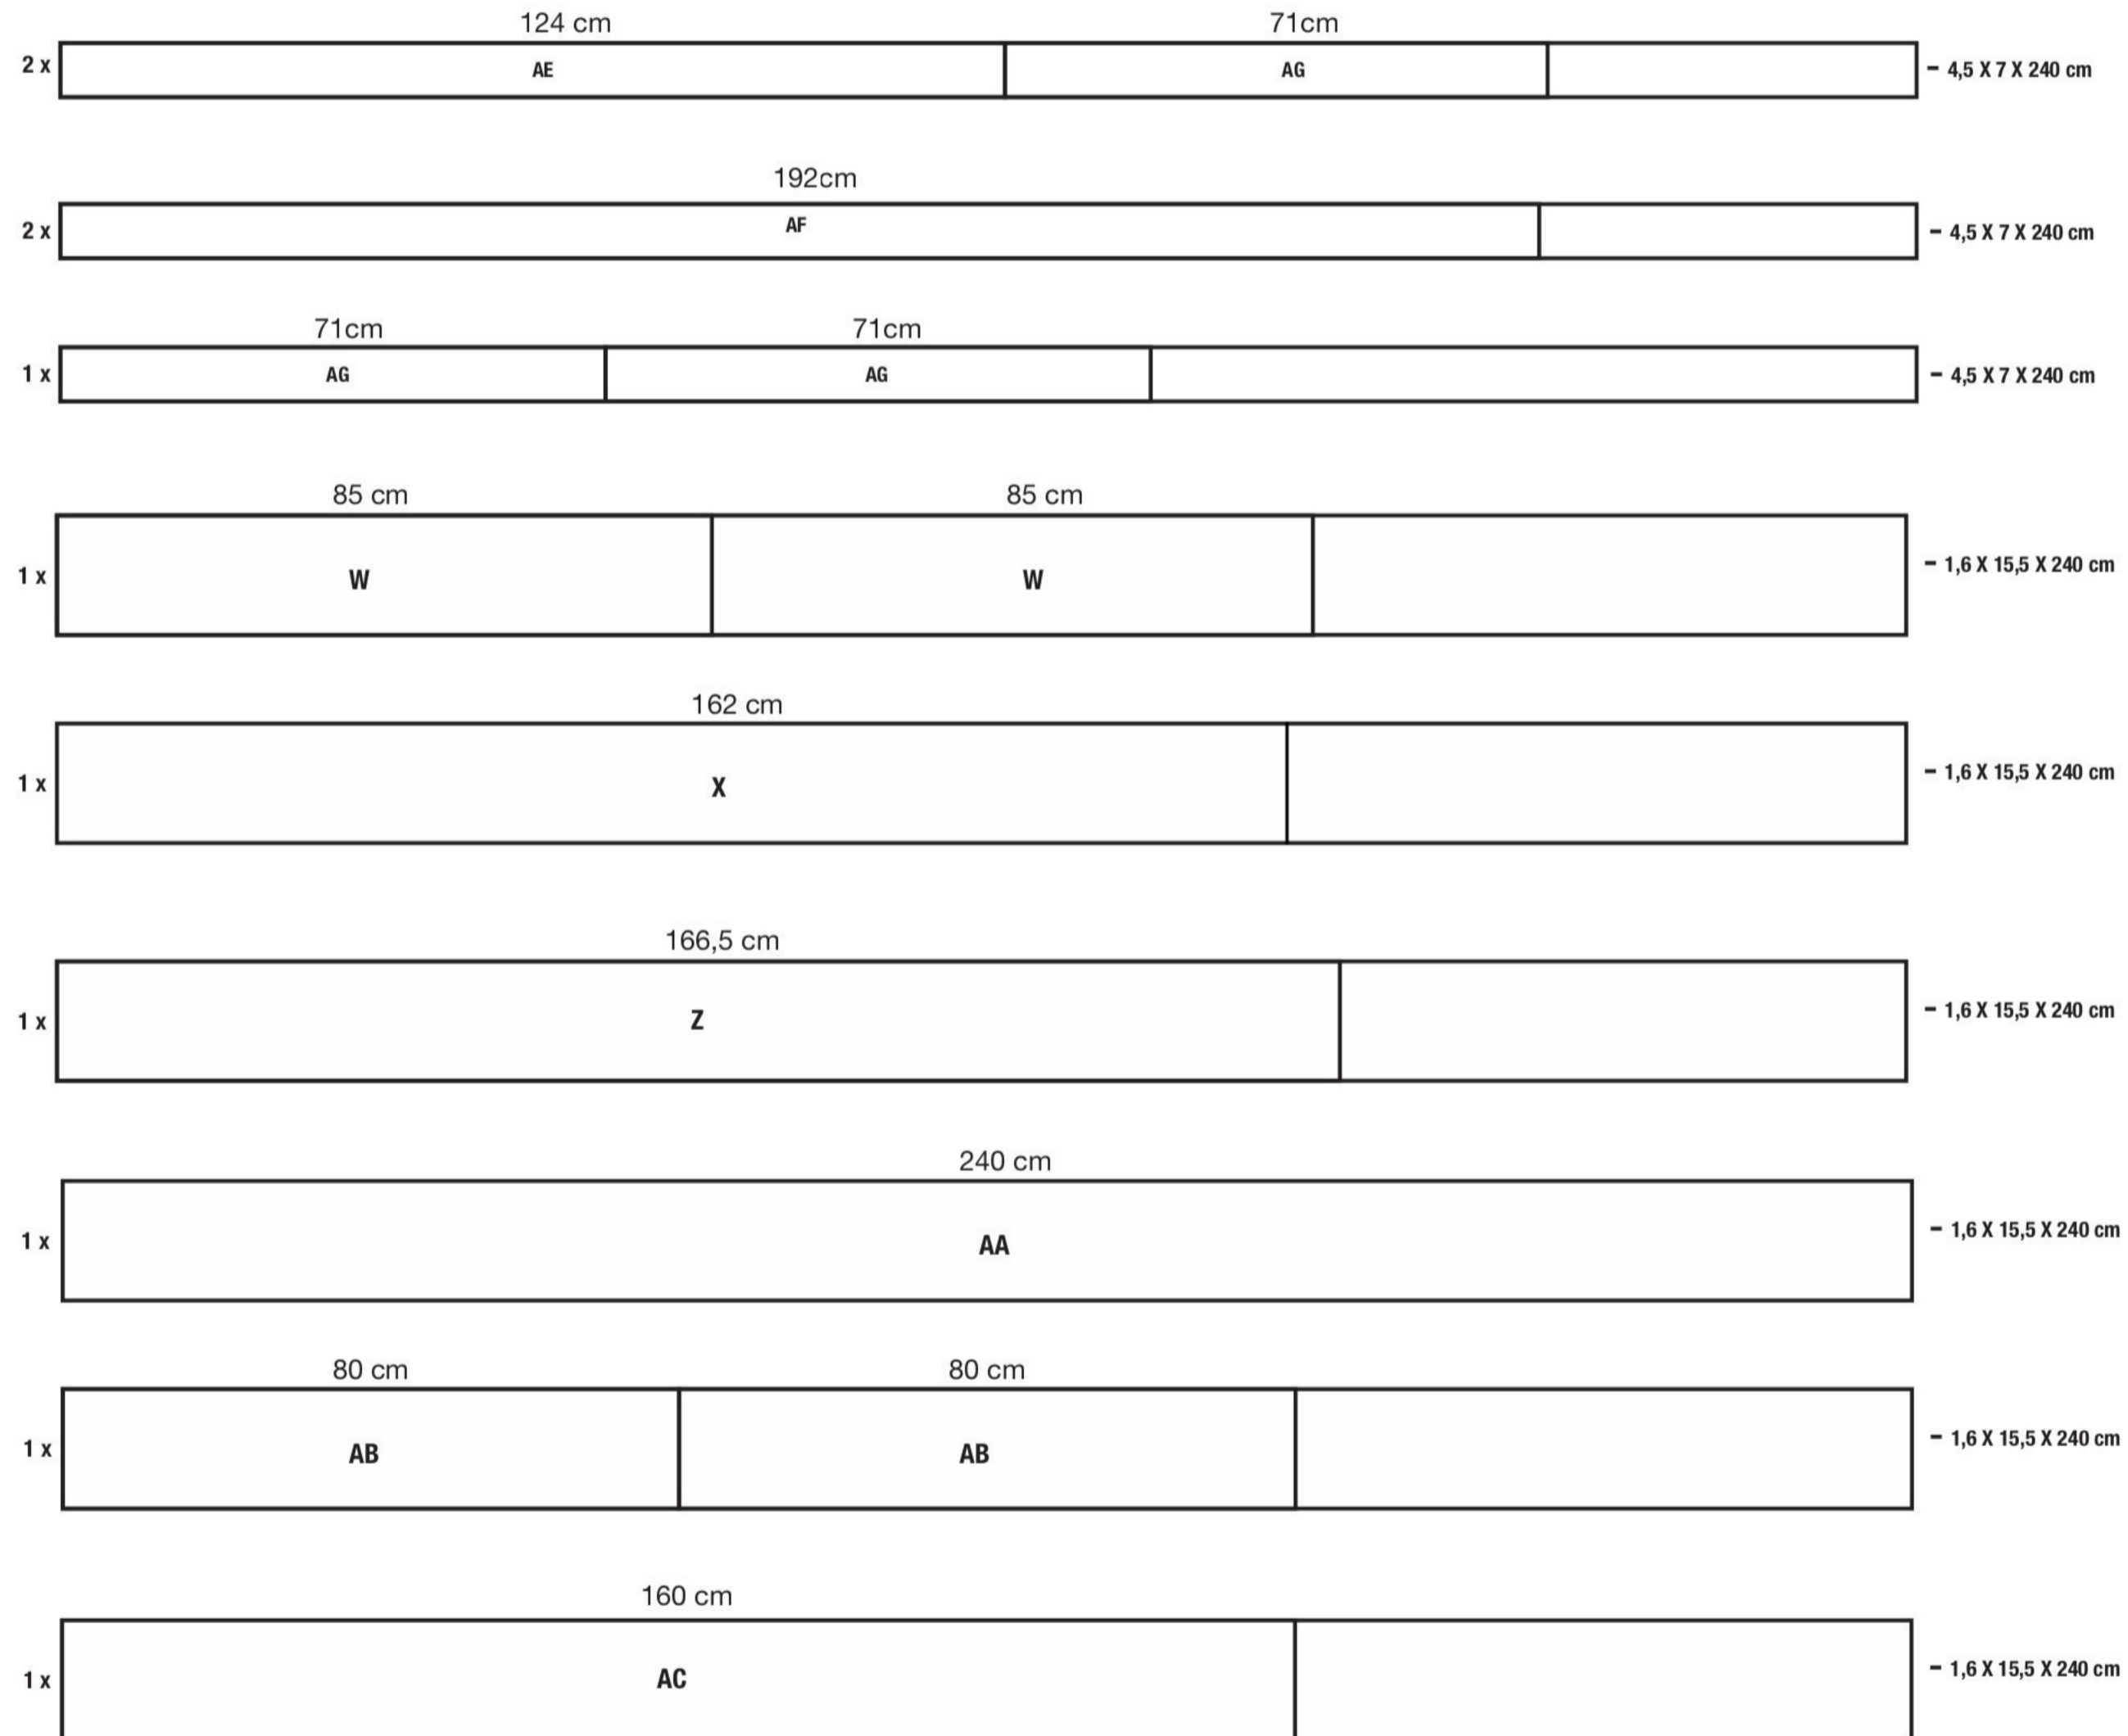 124 cm 71cm
2 x AE AG - 4,5 X 7 X 240 cm
192cm
2 x AF - 4,5 X 7 X 240 cm
71cm 71cm
1 x AG AG - 4,5 X 7 X 240 cm
85 cm 85 cm
1 x W W - 1,6 X 15,5 X 240 cm
162 cm
1 x X - 1,6 X 15,5 X 240 cm
166,5 cm
1 x Z - 1,6 X 15,5 X 240 cm
240 cm
1 x AA - 1,6 X 15,5 X 240 cm
80 cm 80 cm
1 x AB AB - 1,6 X 15,5 X 240 cm
160 cm
1 x AC - 1,6 X 15,5 X 240 cm